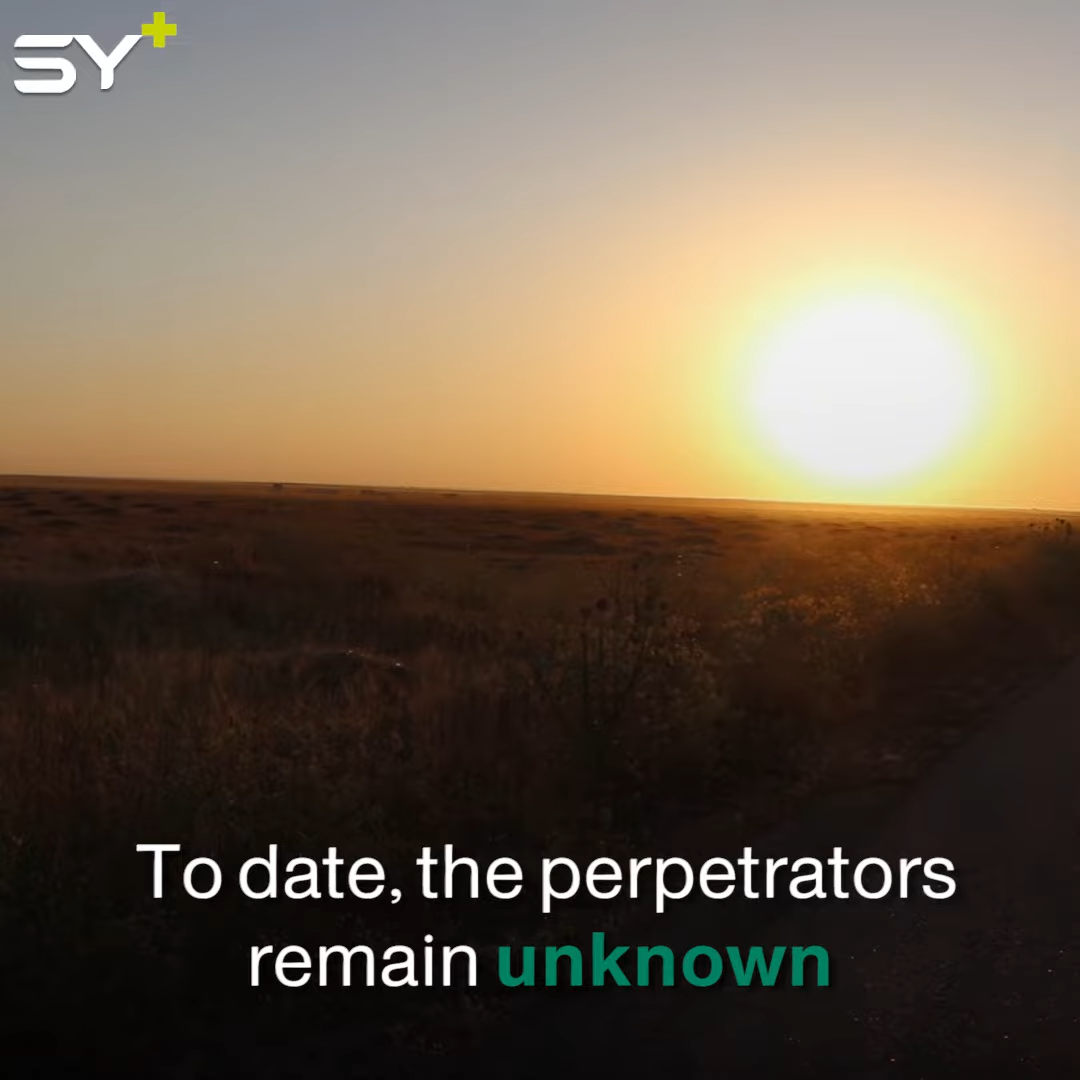 SY+
To date, the perpetrators
remain unknown